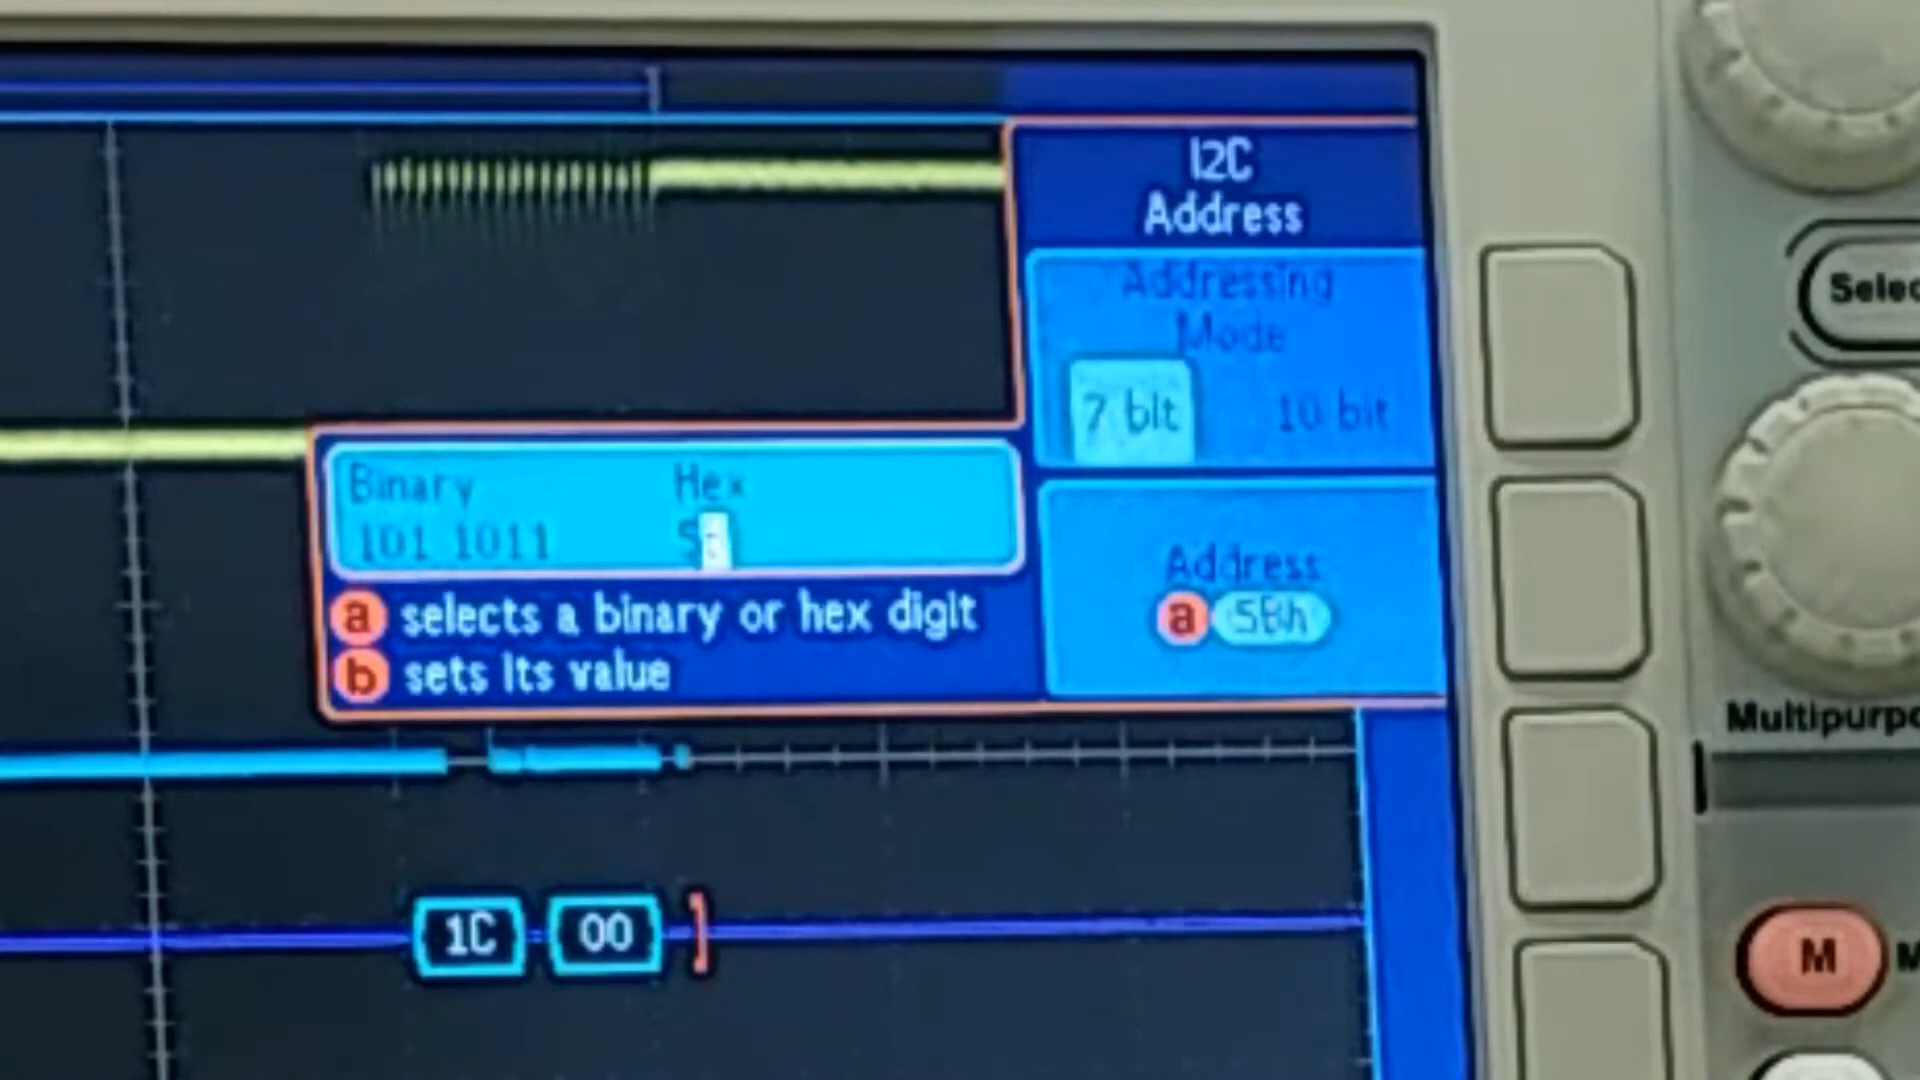 I2C
Address
Addressing
Mode
7 bit 10 bit
Binary Hex
101 1011 5
a selects a binary or hex digit
b sets its value
Address
a 5Bh
1C 00
Selec
Multipurpo
M M